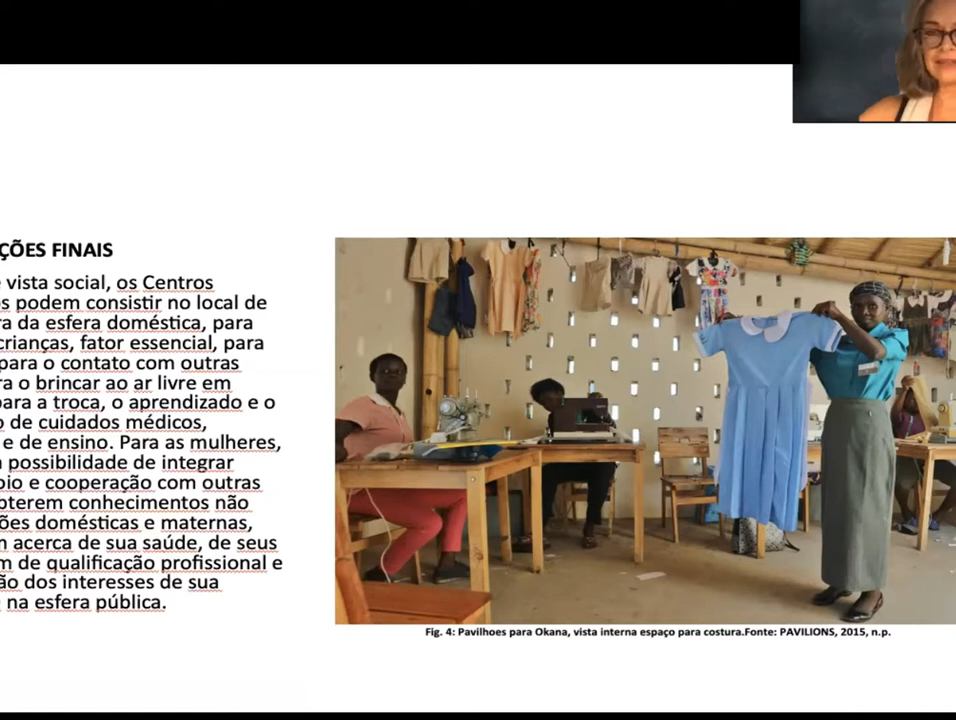 ÇÕES FINAIS
vista social, os Centros
s podem consistir no local de
a da esfera doméstica, para
crianças, fator essencial, para
para o contato com outras
ra o brincar ao ar livre em
para a troca, o aprendizado e o
o de cuidados médicos,
e de ensino. Para as mulheres,
a possibilidade de integrar
oio e cooperação com outras
bterem conhecimentos não
ões domésticas e maternas,
n acerca de sua saúde, de seus
m de qualificação profissional e
ão dos interesses de sua
na esfera pública.
Fig. 4: Pavilhoes para Okana, vista interna espaço para costura.Fonte: PAVILIONS, 2015, n.p.